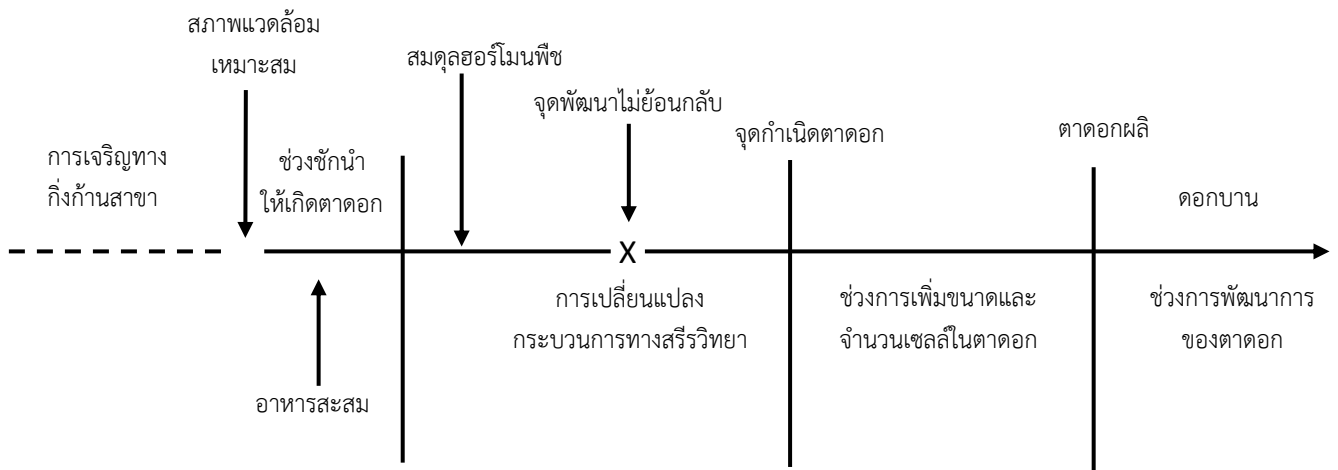 สภาพแวดล้อม
เหมาะสม
สมดุลฮอร์โมนพืช
จุดพัฒนาไม่ย้อนกลับ
จุดกำเนิดตาดอก
ตาดอกผลิ
การเจริญทาง
กิ่งก้านสาขา
ช่วงชักนำ
ให้เกิดตาดอก
ดอกบาน
X
การเปลี่ยนแปลง
กระบวนการทางสรีรวิทยา
ช่วงการเพิ่มขนาดและ
จำนวนเซลล์ในตาดอก
ช่วงการพัฒนาการ
ของตาดอก
อาหารสะสม